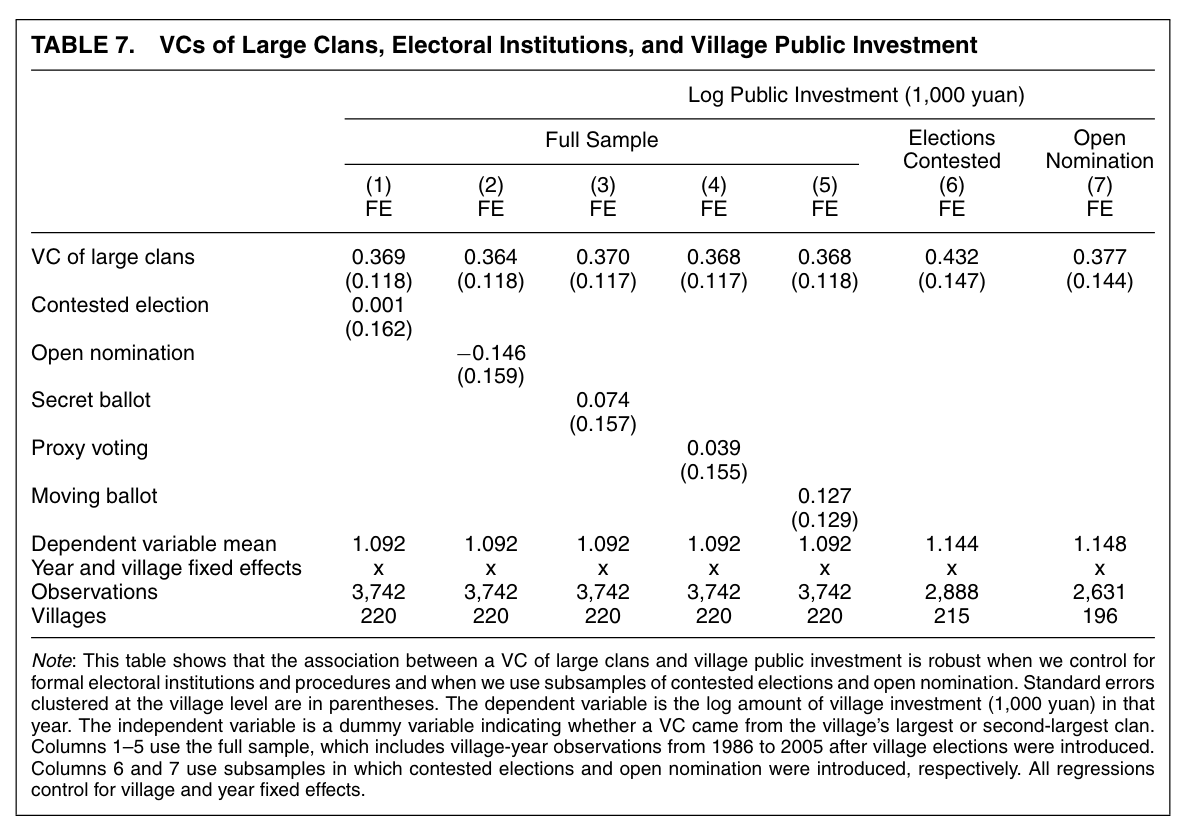 TABLE 7. VCs of Large Clans, Electoral Institutions, and Village Public Investment
Log Public Investment (1,000 yuan)
Full Sample Elections Contested Open Nomination
(1) (2) (3) (4) (5) (6) (7)
FE FE FE FE FE FE FE
VC of large clans 0.369 0.364 0.370 0.368 0.368 0.432 0.377
(0.118) (0.118) (0.117) (0.117) (0.118) (0.147) (0.144)
Contested election 0.001
(0.162)
Open nomination −0.146
(0.159)
Secret ballot 0.074
(0.157)
Proxy voting 0.039
(0.155)
Moving ballot 0.127
(0.129)
Dependent variable mean 1.092 1.092 1.092 1.092 1.092 1.144 1.148
Year and village fixed effects x x x x x x x
Observations 3,742 3,742 3,742 3,742 3,742 2,888 2,631
Villages 220 220 220 220 220 215 196
Note: This table shows that the association between a VC of large clans and village public investment is robust when we control for
formal electoral institutions and procedures and when we use subsamples of contested elections and open nomination. Standard errors
clustered at the village level are in parentheses. The dependent variable is the log amount of village investment (1,000 yuan) in that
year. The independent variable is a dummy variable indicating whether a VC came from the village's largest or second-largest clan.
Columns 1–5 use the full sample, which includes village-year observations from 1986 to 2005 after village elections were introduced.
Columns 6 and 7 use subsamples in which contested elections and open nomination were introduced, respectively. All regressions
control for village and year fixed effects.